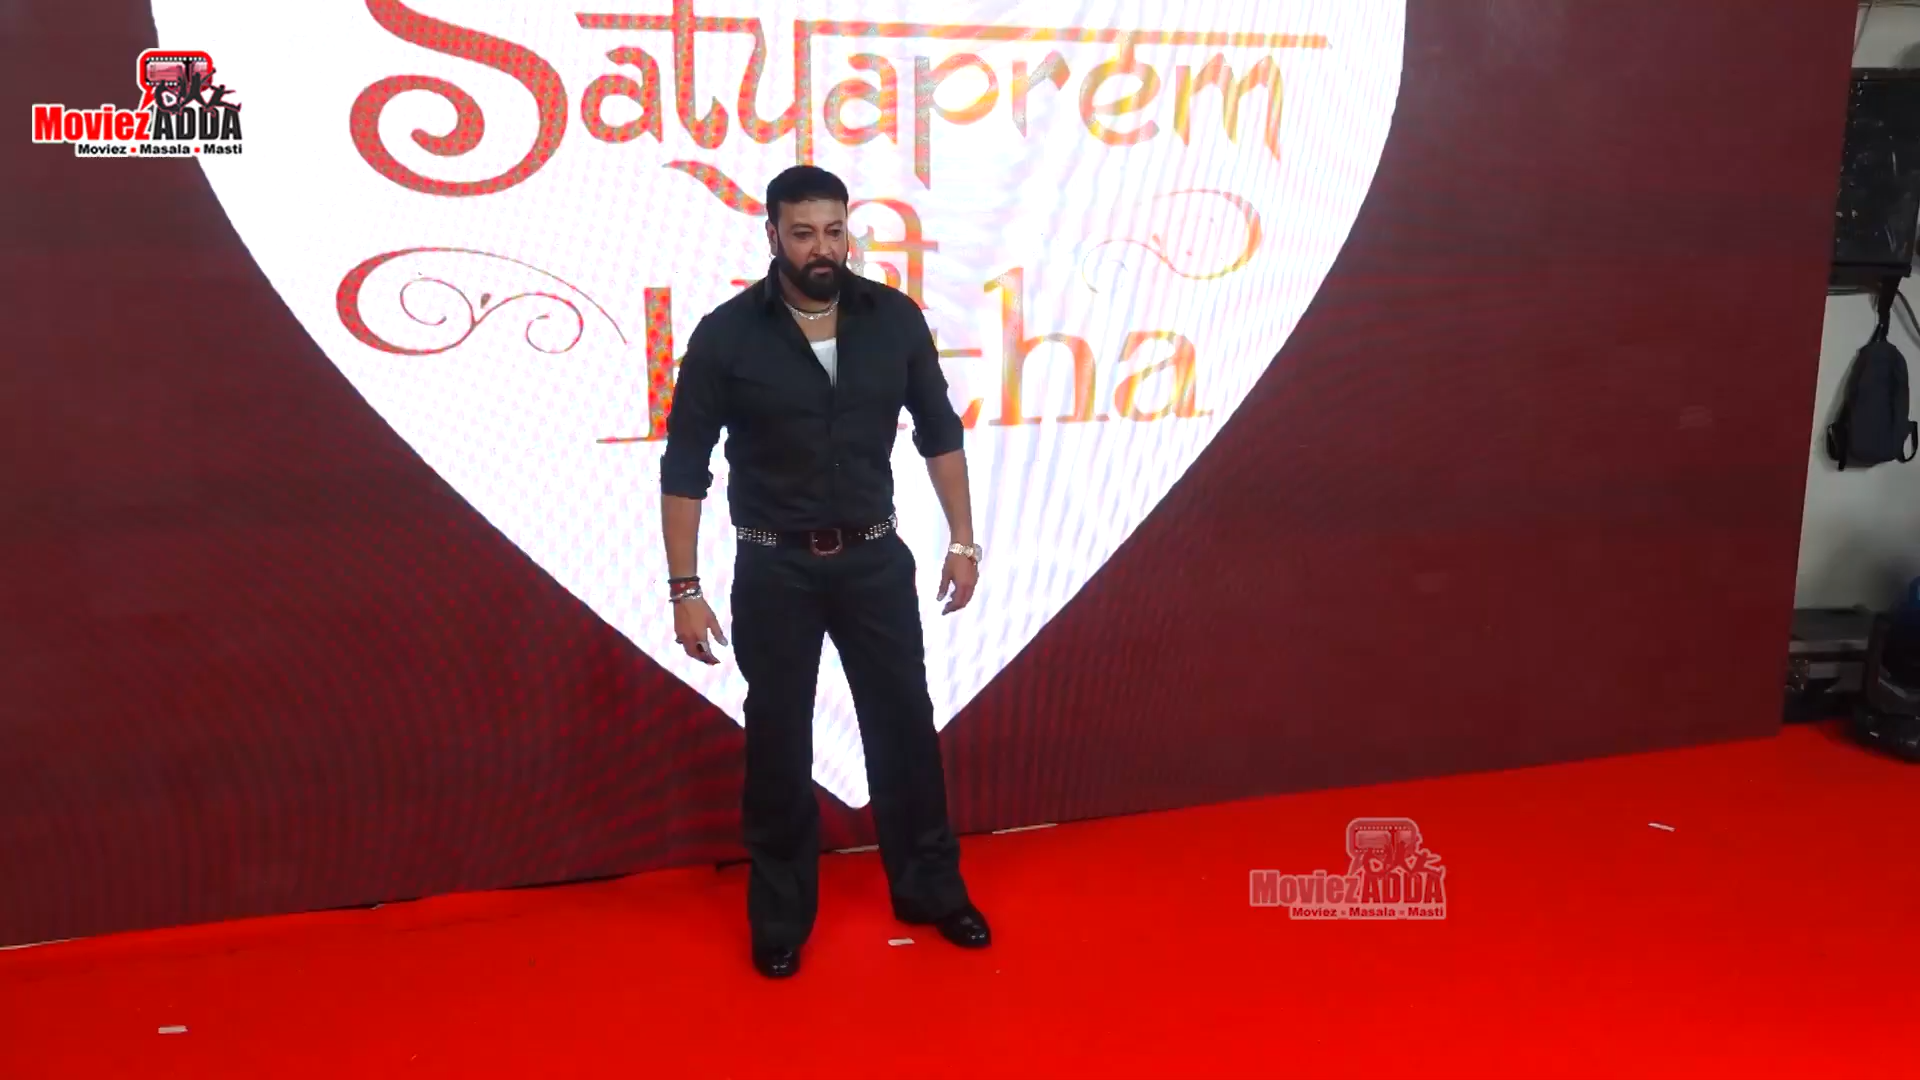 Satyaprem
की
tha
MoviezADDA
Moviez • Masala • Masti
MoviezADDA
Moviez • Masala • Masti